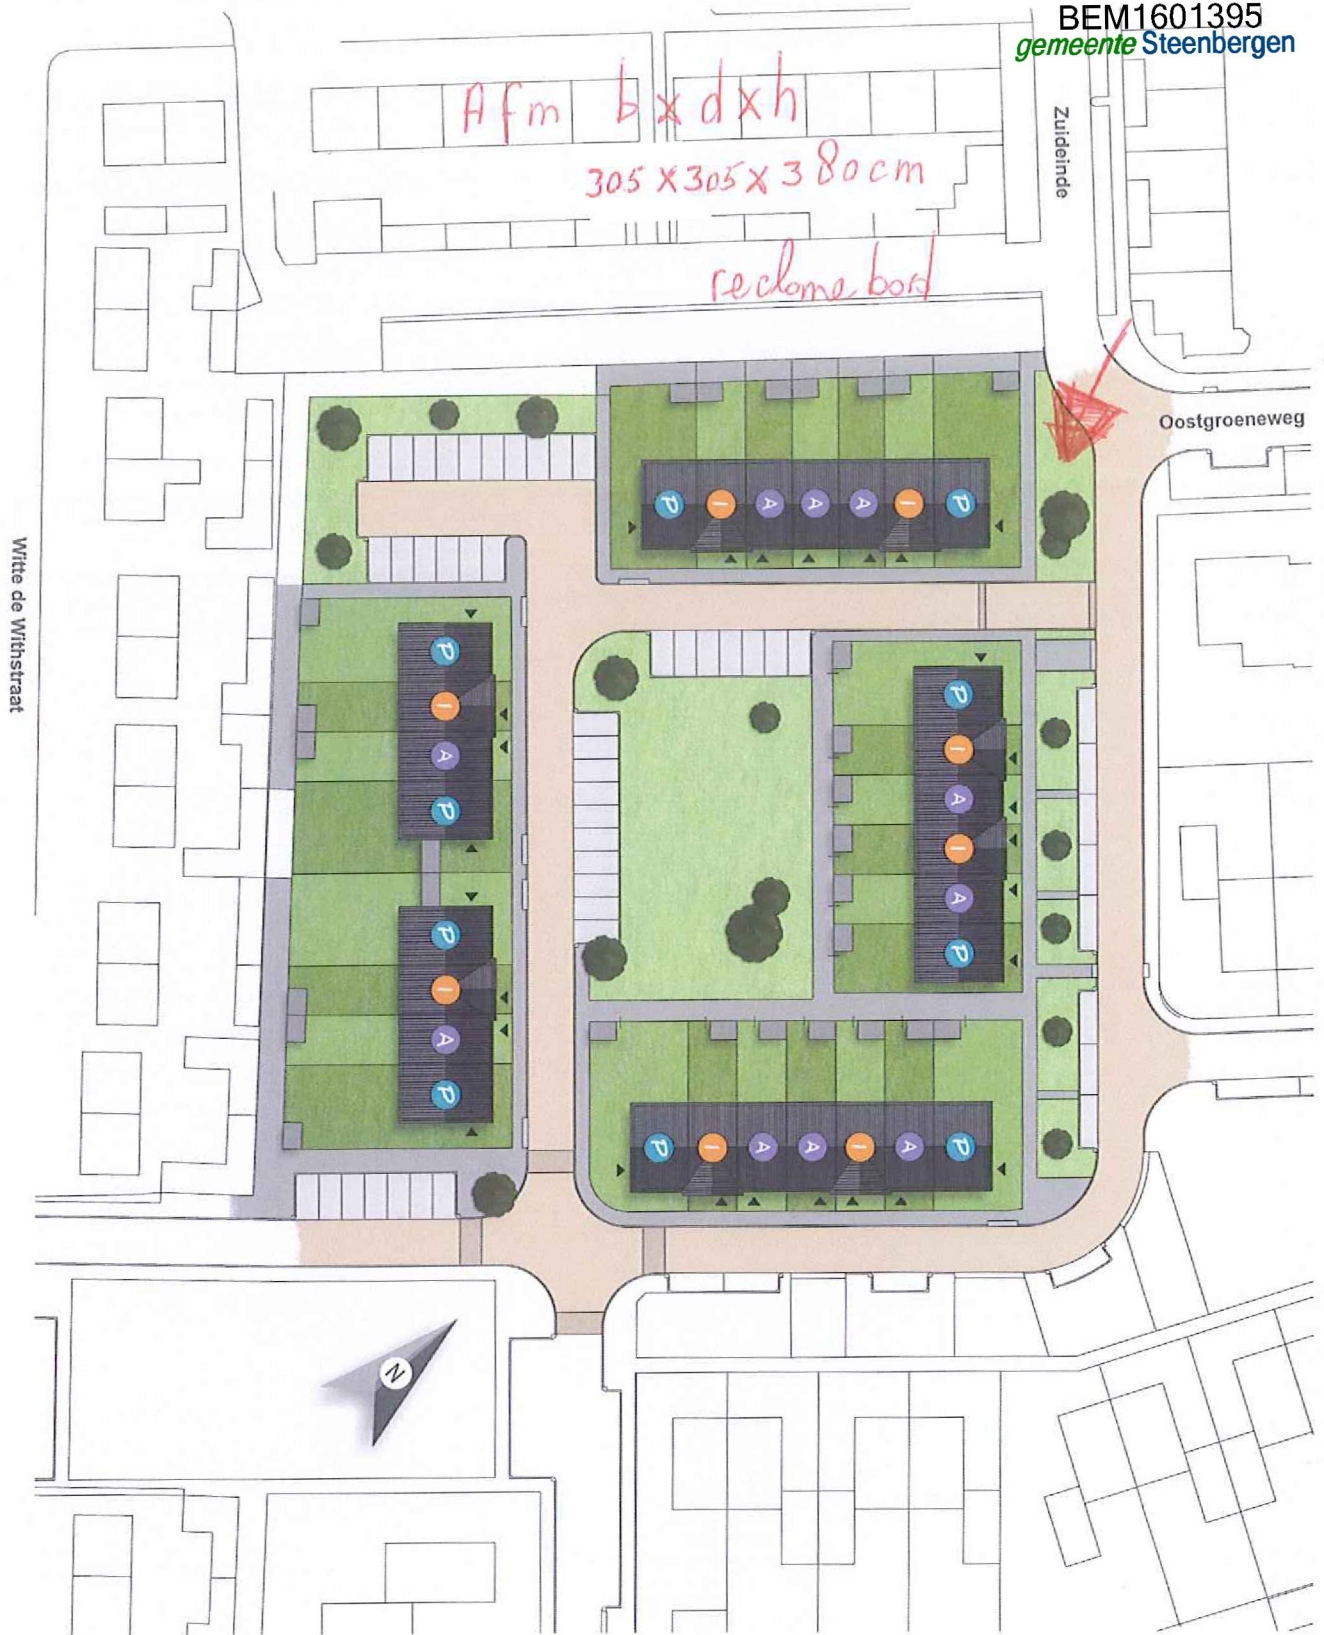 BEM1601395
gemeente Steenbergen
Afm b x d x h
305 x 305 x 380 cm
reclame bord
Zuideinde
Oostgroeneweg
P I A A A I P
P
I
A
P
P
I
A
I
A
P
P
I
A
P
P I A A I A P
Witte de Withstraat
N